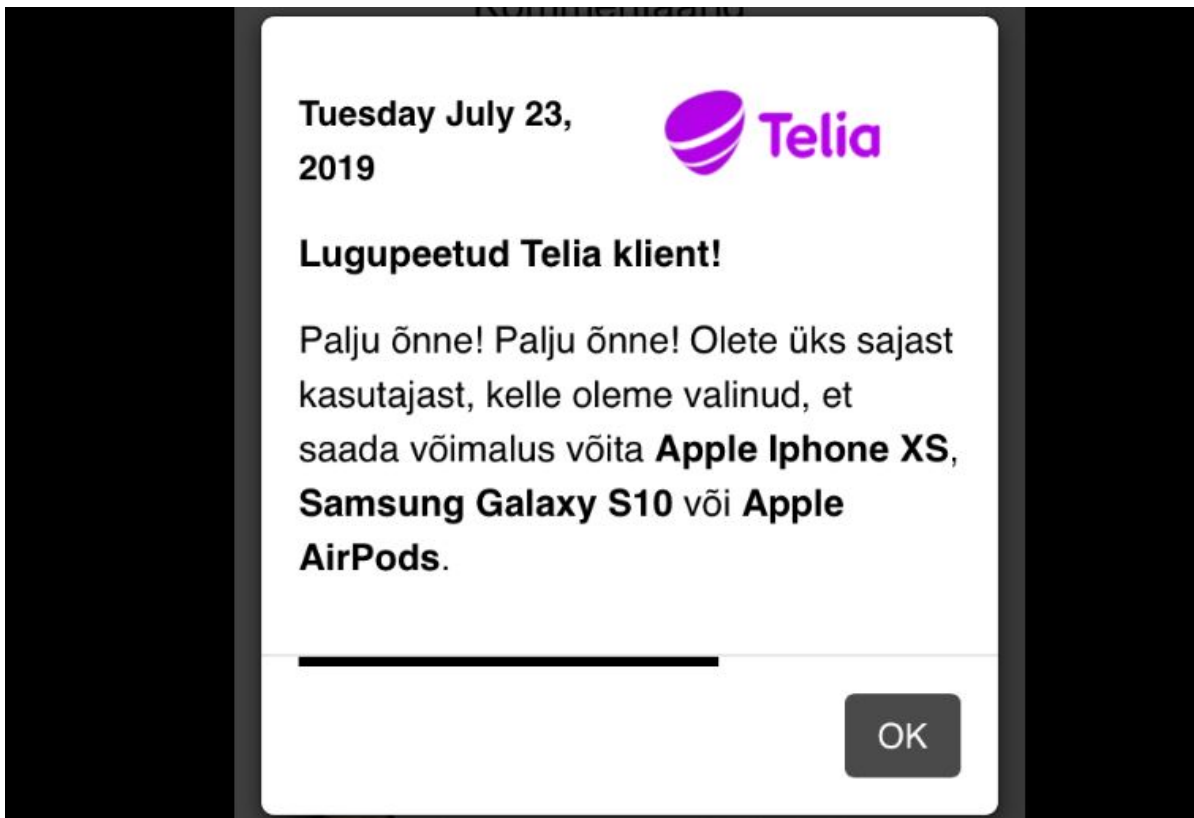 Tuesday July 23,
2019
Telia
Lugupeetud Telia klient!
Palju õnne! Palju õnne! Olete üks sajast
kasutajast, kelle oleme valinud, et
saada võimalus võita Apple Iphone XS,
Samsung Galaxy S10 või Apple
AirPods.
OK